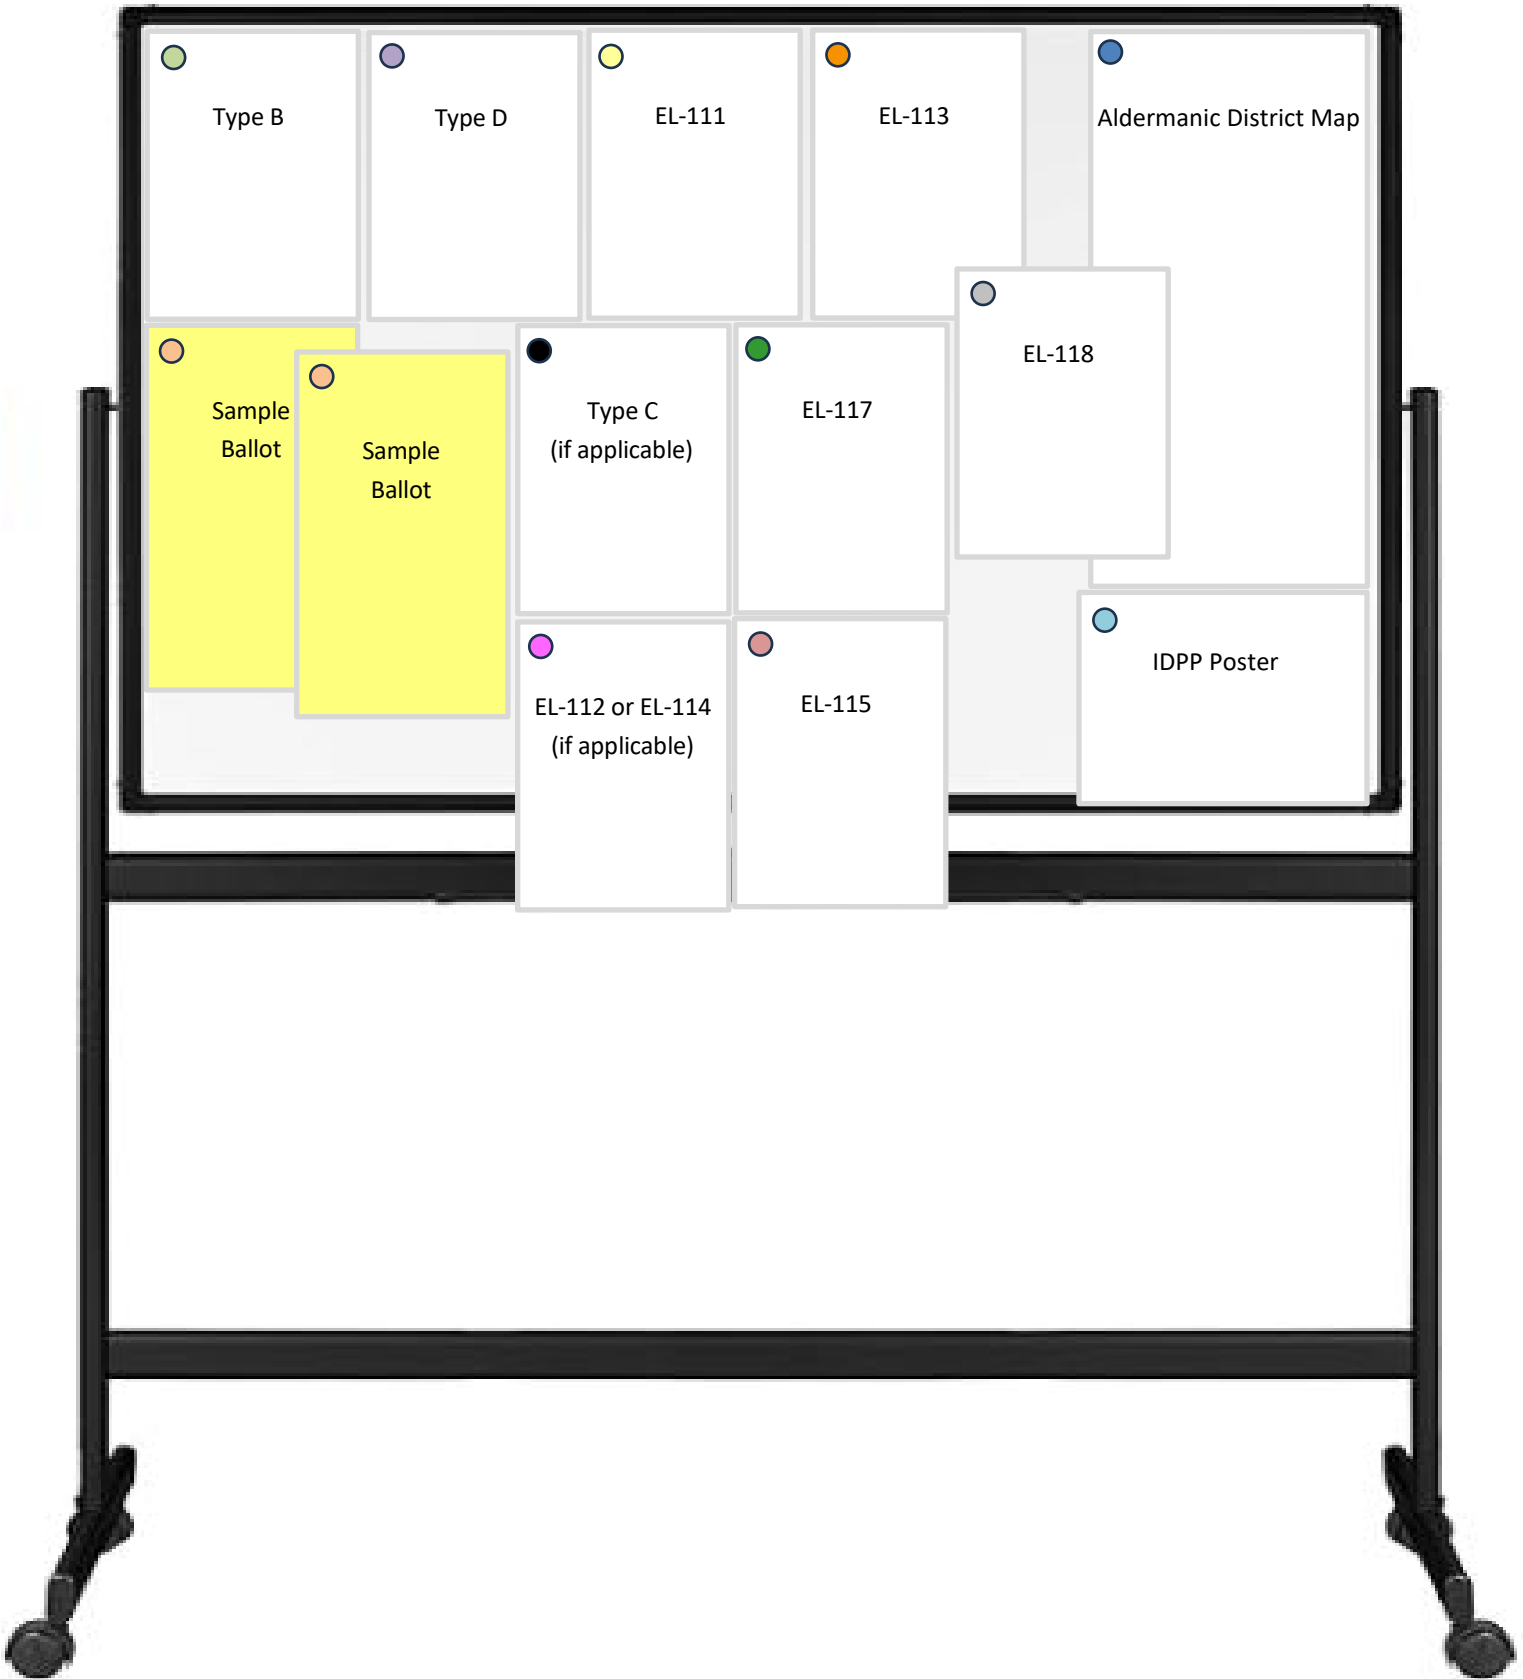 Type B
Type D
EL-111
EL-113
Aldermanic District Map
Sample
Ballot
Sample
Ballot
Type C
(if applicable)
EL-117
EL-118
EL-112 or EL-114
(if applicable)
EL-115
IDPP Poster